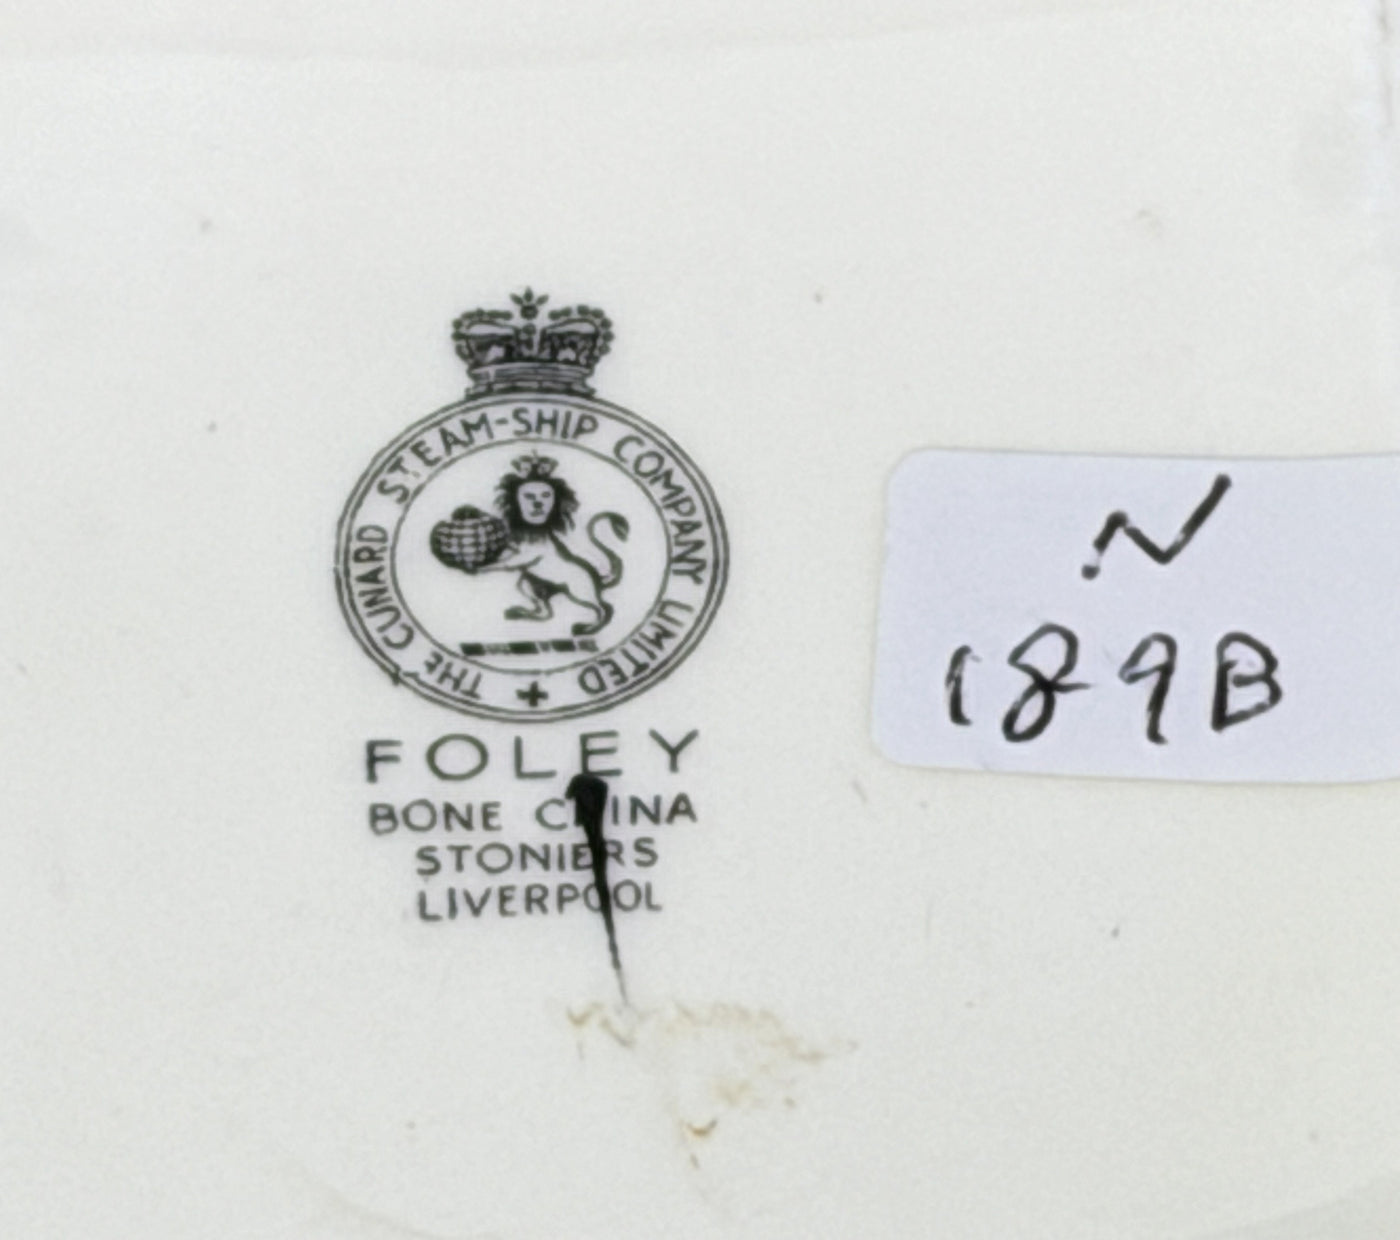 THE CUNARD STEAM-SHIP COMPANY LIMITED
FOLEY
BONE CHINA
STONIERS
LIVERPOOL
N
189B